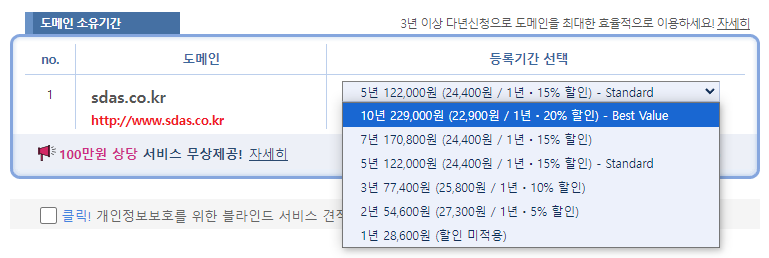 도메인 소유기간
3년 이상 다년신청으로 도메인을 최대한 효율적으로 이용하세요! 자세히
no. 도메인 등록기간 선택
1 sdas.co.kr 5년 122,000원 (24,400원 / 1년・15% 할인) - Standard
http://www.sdas.co.kr
10년 229,000원 (22,900원 / 1년・20% 할인) - Best Value
7년 170,800원 (24,400원 / 1년・15% 할인)
100만원 상당 서비스 무상제공! 자세히
5년 122,000원 (24,400원 / 1년・15% 할인) - Standard
3년 77,400원 (25,800원 / 1년・10% 할인)
클릭! 개인정보보호를 위한 블라인드 서비스 견적
2년 54,600원 (27,300원 / 1년・5% 할인)
1년 28,600원 (할인 미적용)